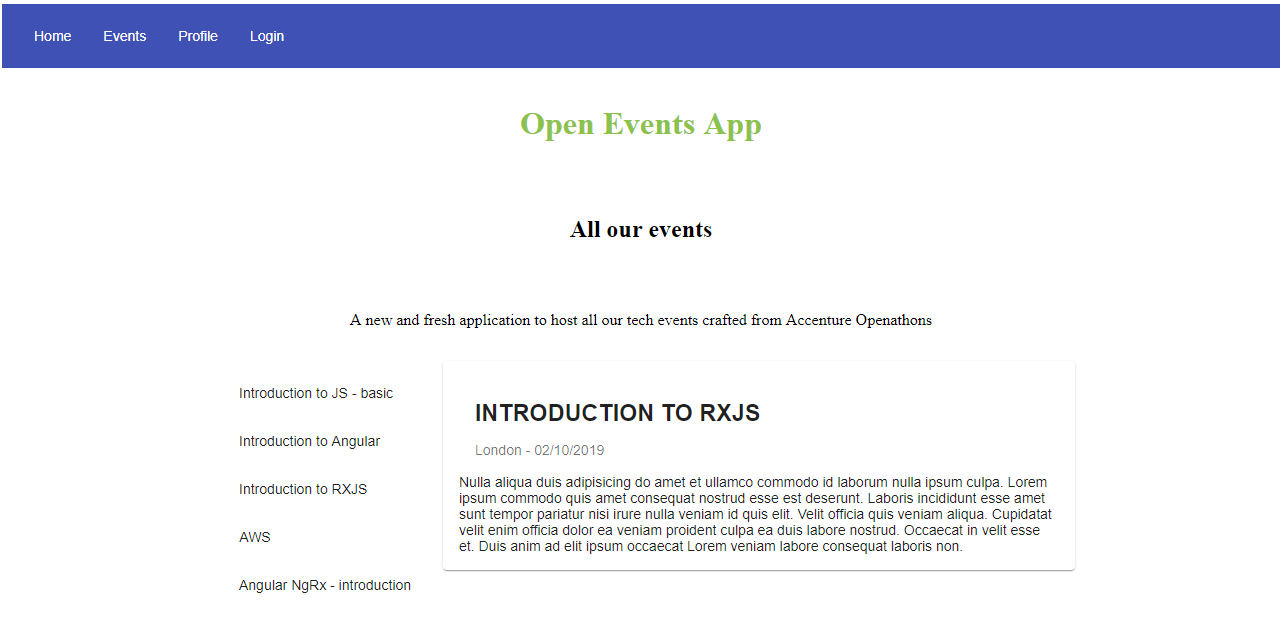 Home Events Profile Login
Open Events App
All our events
A new and fresh application to host all our tech events crafted from Accenture Openathons
Introduction to JS - basic
Introduction to Angular
Introduction to RXJS
AWS
Angular NgRx - introduction
INTRODUCTION TO RXJS
London - 02/10/2019
Nulla aliqua duis adipisicing do amet et ullamco commodo id laborum nulla ipsum culpa. Lorem
ipsum commodo quis amet consequat nostrud esse est deserunt. Laboris incididunt esse amet
sunt tempor pariatur nisi irure nulla veniam id quis elit. Velit officia quis veniam aliqua. Cupidatat
velit enim officia dolor ea veniam proident culpa ea duis labore nostrud. Occaecat in velit esse
et. Duis anim ad elit ipsum occaecat Lorem veniam labore consequat laboris non.